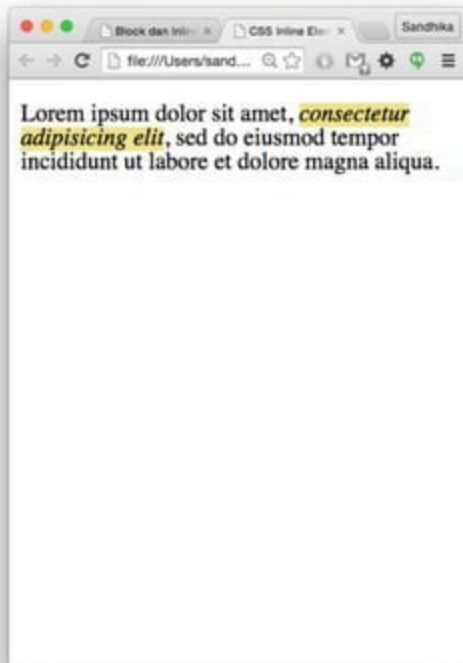 Block dan Inlin
CSS Inline Ele
Sandhika
file:///Users/sand...
Lorem ipsum dolor sit amet, consectetur
adipisicing elit, sed do eiusmod tempor
incididunt ut labore et dolore magna aliqua.